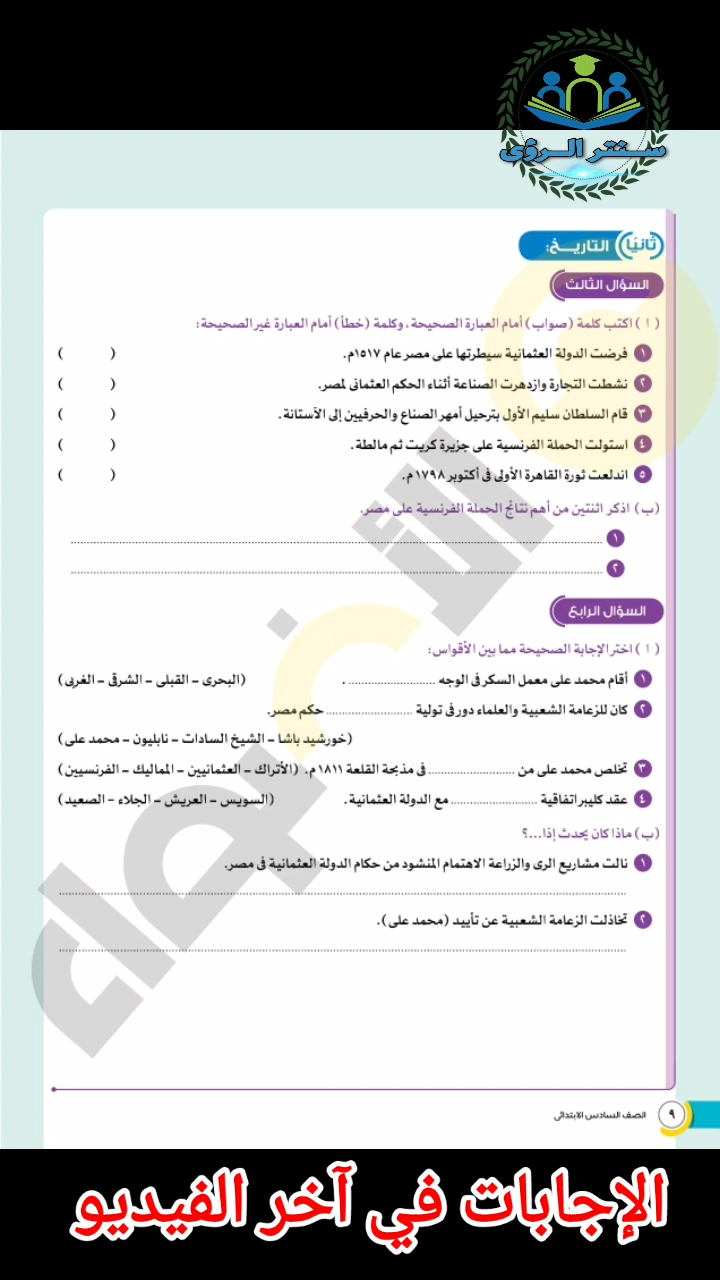 سنتر الرؤى
ثانيًا التاريخ:
السؤال الثالث
( ١ ) اكتب كلمة (صواب) أمام العبارة الصحيحة، وكلمة (خطأ) أمام العبارة غير الصحيحة:
١ فرضت الدولة العثمانية سيطرتها على مصر عام ١٥١٧م. ( )
٢ نشطت التجارة وازدهرت الصناعة أثناء الحكم العثمانى لمصر. ( )
٣ قام السلطان سليم الأول بترحيل أمهر الصناع والحرفيين إلى الآستانة. ( )
٤ استولت الحملة الفرنسية على جزيرة كريت ثم مالطة. ( )
٥ اندلعت ثورة القاهرة الأولى فى أكتوبر ١٧٩٨م. ( )
(ب) اذكر اثنتين من أهم نتائج الحملة الفرنسية على مصر.
١ ..........................................
٢ ..........................................
السؤال الرابع
( ١ ) اختر الإجابة الصحيحة مما بين الأقواس:
١ أقام محمد على معمل السكر فى الوجه .......................... . (البحرى – القبلى – الشرقى – الغربى)
٢ كان للزعامة الشعبية والعلماء دور فى تولية .......................... حكم مصر.
(خورشيد باشا – الشيخ السادات – نابليون – محمد على)
٣ تخلص محمد على من .......................... فى مذبحة القلعة ١٨١١م. (الأتراك – العثمانيين – المماليك – الفرنسيين)
٤ عقد كليبر اتفاقية .......................... مع الدولة العثمانية. (السويس – العريش – الجلاء – الصعيد)
(ب) ماذا كان يحدث إذا...؟
١ نالت مشاريع الرى والزراعة الاهتمام المنشود من حكام الدولة العثمانية فى مصر.
..........................................
٢ تخاذلت الزعامة الشعبية عن تأييد (محمد على).
..........................................
الأضواء
٩ الصف السادس الابتدائى
الإجابات في آخر الفيديو